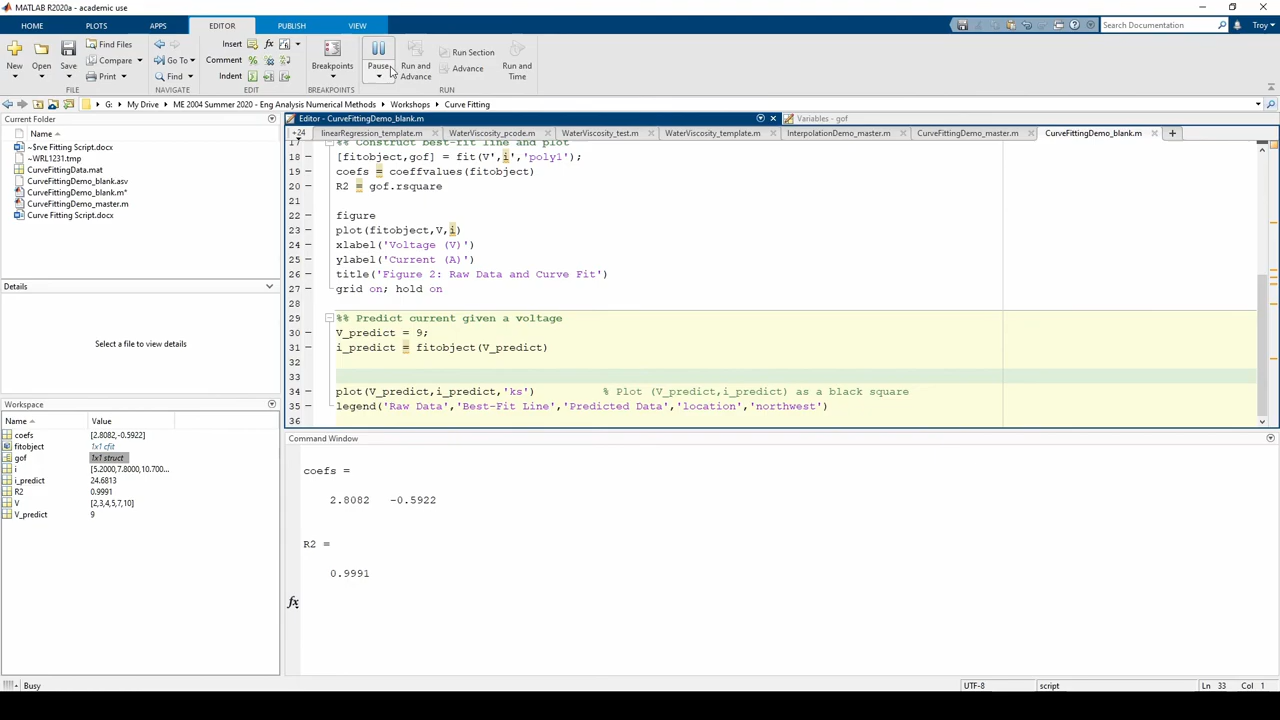 MATLAB R2020a - academic use
HOME PLOTS APPS EDITOR PUBLISH VIEW Search Documentation Troy
New Open Save Find Files Compare Print Go To Find Insert Comment Indent Breakpoints Pause Run and Advance Run Section Advance Run and Time
FILE NAVIGATE EDIT BREAKPOINTS RUN
G: My Drive ME 2004 Summer 2020 - Eng Analysis Numerical Methods Workshops Curve Fitting
Current Folder
Name
~$rve Fitting Script.docx
~WRL1231.tmp
CurveFittingData.mat
CurveFittingDemo_blank.asv
CurveFittingDemo_blank.m*
CurveFittingDemo_master.m
Curve Fitting Script.docx
Details
Select a file to view details
Workspace
Name Value
coefs [2.8082,-0.5922]
fitobject 1x1 cfit
gof 1x1 struct
i [5.2000,7.8000,10.700...
i_predict 24.6813
R2 0.9991
V [2,3,4,5,7,10]
V_predict 9
Editor - CurveFittingDemo_blank.m Variables - gof
+24 linearRegression_template.m WaterViscosity_pcode.m WaterViscosity_test.m WaterViscosity_template.m InterpolationDemo_master.m CurveFittingDemo_master.m CurveFittingDemo_blank.m
17 %% Construct best-fit line and plot
18 [fitobject,gof] = fit(V',i','poly1');
19 coefs = coeffvalues(fitobject)
20 R2 = gof.rsquare
21
22 figure
23 plot(fitobject,V,i)
24 xlabel('Voltage (V)')
25 ylabel('Current (A)')
26 title('Figure 2: Raw Data and Curve Fit')
27 grid on; hold on
28
29 %% Predict current given a voltage
30 V_predict = 9;
31 i_predict = fitobject(V_predict)
32
33
34 plot(V_predict,i_predict,'ks') % Plot (V_predict,i_predict) as a black square
35 legend('Raw Data','Best-Fit Line','Predicted Data','location','northwest')
36
Command Window
coefs =
2.8082 -0.5922
R2 =
0.9991
fx
Busy UTF-8 script Ln 33 Col 1